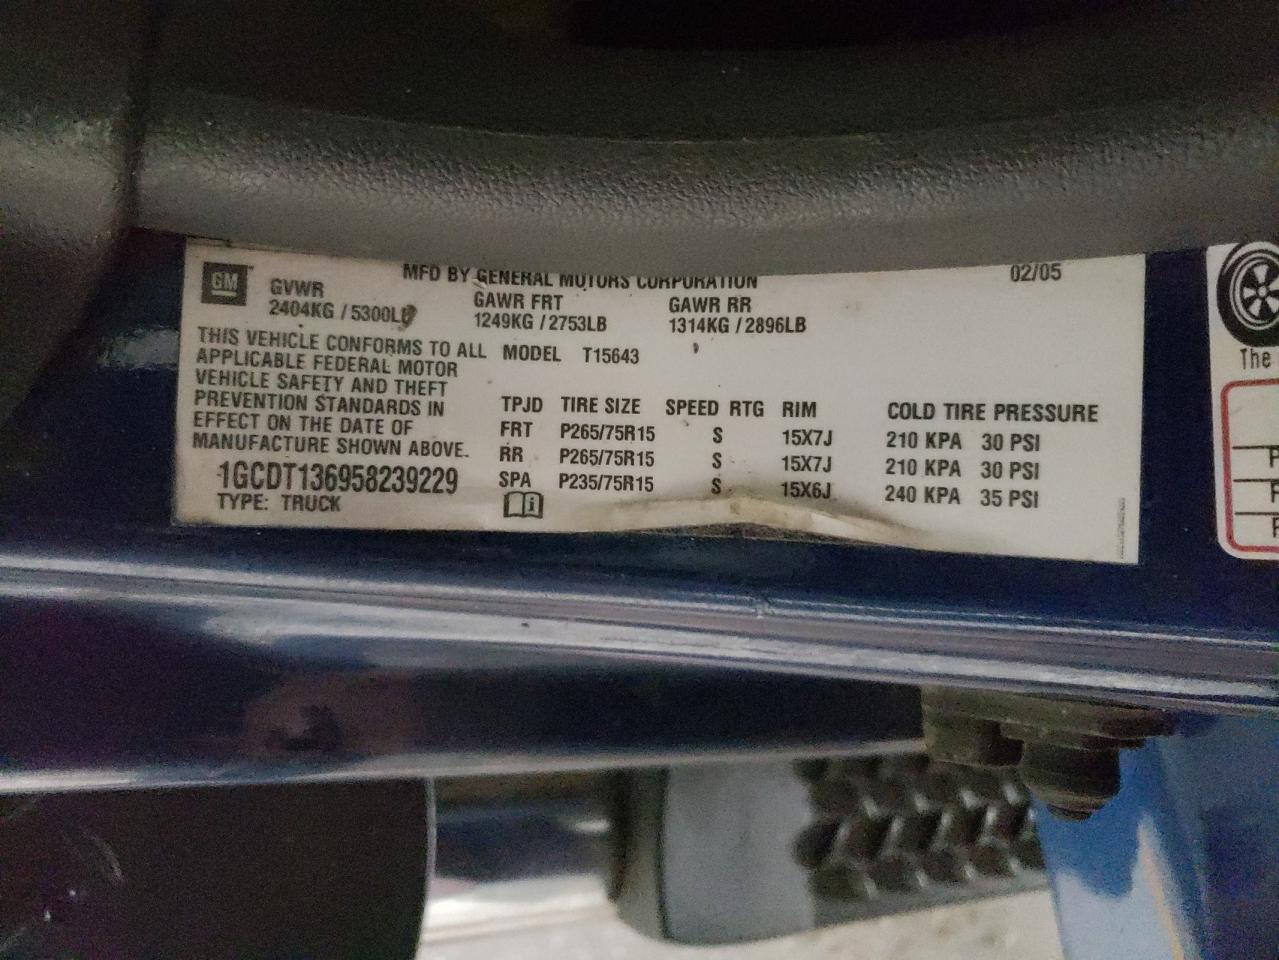 GM
MFD BY GENERAL MOTORS CORPORATION 02/05
GVWR GAWR FRT GAWR RR
2404KG / 5300LB 1249KG / 2753LB 1314KG / 2896LB
THIS VEHICLE CONFORMS TO ALL
APPLICABLE FEDERAL MOTOR
VEHICLE SAFETY AND THEFT
PREVENTION STANDARDS IN
EFFECT ON THE DATE OF
MANUFACTURE SHOWN ABOVE.
1GCDT136958239229
TYPE: TRUCK
MODEL T15643
TPJD TIRE SIZE SPEED RTG RIM COLD TIRE PRESSURE
FRT P265/75R15 S 15X7J 210 KPA 30 PSI
RR P265/75R15 S 15X7J 210 KPA 30 PSI
SPA P235/75R15 S 15X6J 240 KPA 35 PSI
The